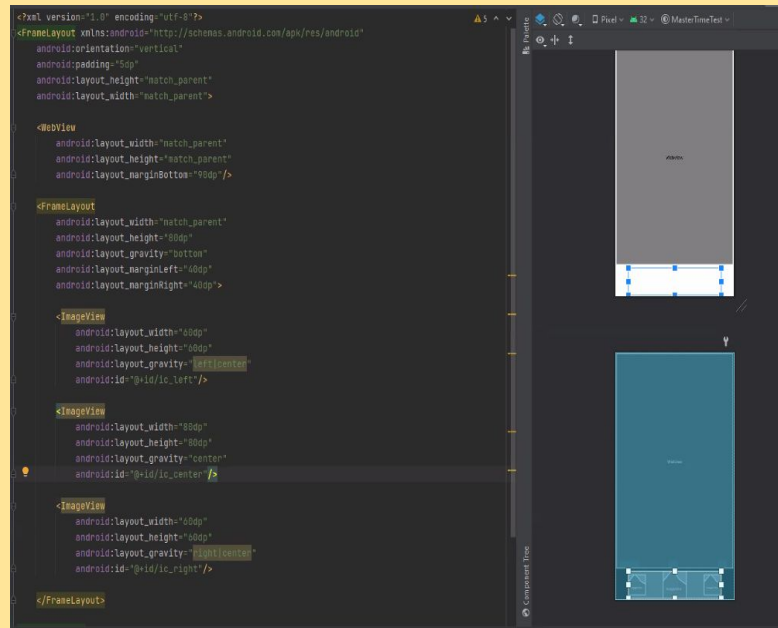 <?xml version="1.0" encoding="utf-8"?>
<FrameLayout xmlns:android="http://schemas.android.com/apk/res/android"
android:orientation="vertical"
android:padding="5dp"
android:layout_height="match_parent"
android:layout_width="match_parent">
<WebView
android:layout_width="match_parent"
android:layout_height="match_parent"
android:layout_marginBottom="90dp"/>
<FrameLayout
android:layout_width="match_parent"
android:layout_height="80dp"
android:layout_gravity="bottom"
android:layout_marginLeft="40dp"
android:layout_marginRight="40dp">
<ImageView
android:layout_width="60dp"
android:layout_height="60dp"
android:layout_gravity="left|center"
android:id="@+id/ic_left"/>
<ImageView
android:layout_width="80dp"
android:layout_height="80dp"
android:layout_gravity="center"
android:id="@+id/ic_center"/>
<ImageView
android:layout_width="60dp"
android:layout_height="60dp"
android:layout_gravity="right|center"
android:id="@+id/ic_right"/>
</FrameLayout>
5
Palette
Pixel
32
MasterTimeTest
WebView
Component Tree